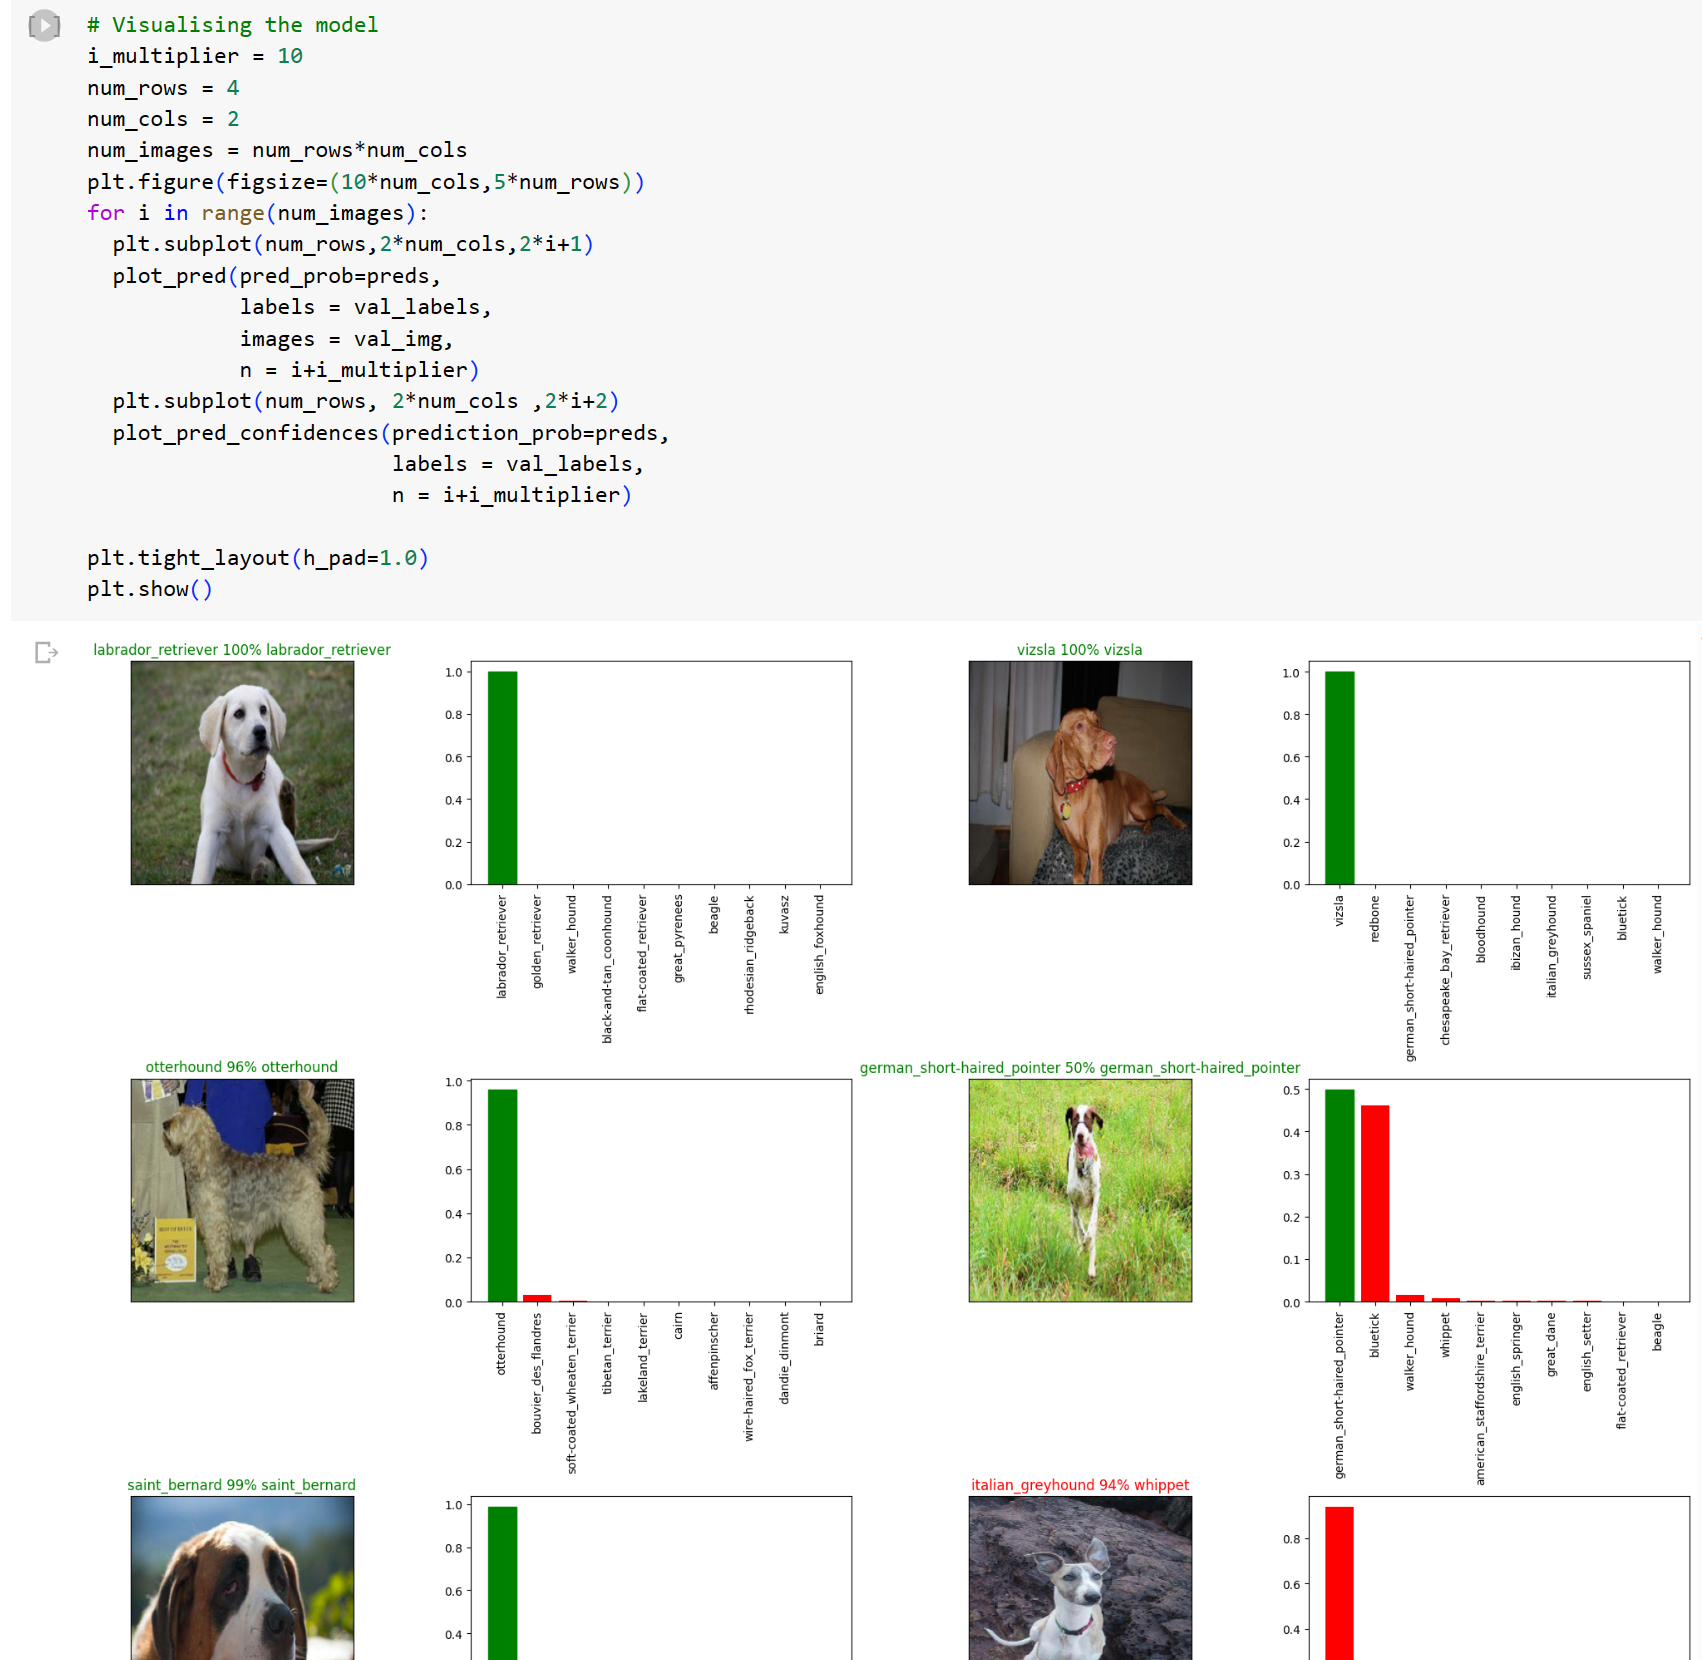 # Visualising the model
i_multiplier = 10
num_rows = 4
num_cols = 2
num_images = num_rows*num_cols
plt.figure(figsize=(10*num_cols,5*num_rows))
for i in range(num_images):
  plt.subplot(num_rows,2*num_cols,2*i+1)
  plot_pred(pred_prob=preds,
            labels = val_labels,
            images = val_img,
            n = i+i_multiplier)
  plt.subplot(num_rows, 2*num_cols ,2*i+2)
  plot_pred_confidences(prediction_prob=preds,
                        labels = val_labels,
                        n = i+i_multiplier)
plt.tight_layout(h_pad=1.0)
plt.show()
labrador_retriever 100% labrador_retriever
1.0
0.8
0.6
0.4
0.2
0.0
labrador_retriever
golden_retriever
walker_hound
black-and-tan_coonhound
flat-coated_retriever
great_pyrenees
beagle
rhodesian_ridgeback
kuvasz
english_foxhound
vizsla 100% vizsla
1.0
0.8
0.6
0.4
0.2
0.0
vizsla
redbone
german_short-haired_pointer
chesapeake_bay_retriever
bloodhound
ibizan_hound
italian_greyhound
sussex_spaniel
bluetick
walker_hound
otterhound 96% otterhound
1.0
0.8
0.6
0.4
0.2
0.0
otterhound
bouvier_des_flandres
soft-coated_wheaten_terrier
tibetan_terrier
lakeland_terrier
cairn
affenpinscher
wire-haired_fox_terrier
dandie_dinmont
briard
german_short-haired_pointer 50% german_short-haired_pointer
0.5
0.4
0.3
0.2
0.1
0.0
german_short-haired_pointer
bluetick
walker_hound
whippet
american_staffordshire_terrier
english_springer
great_dane
english_setter
flat-coated_retriever
beagle
saint_bernard 99% saint_bernard
1.0
0.8
0.6
0.4
italian_greyhound 94% whippet
0.8
0.6
0.4